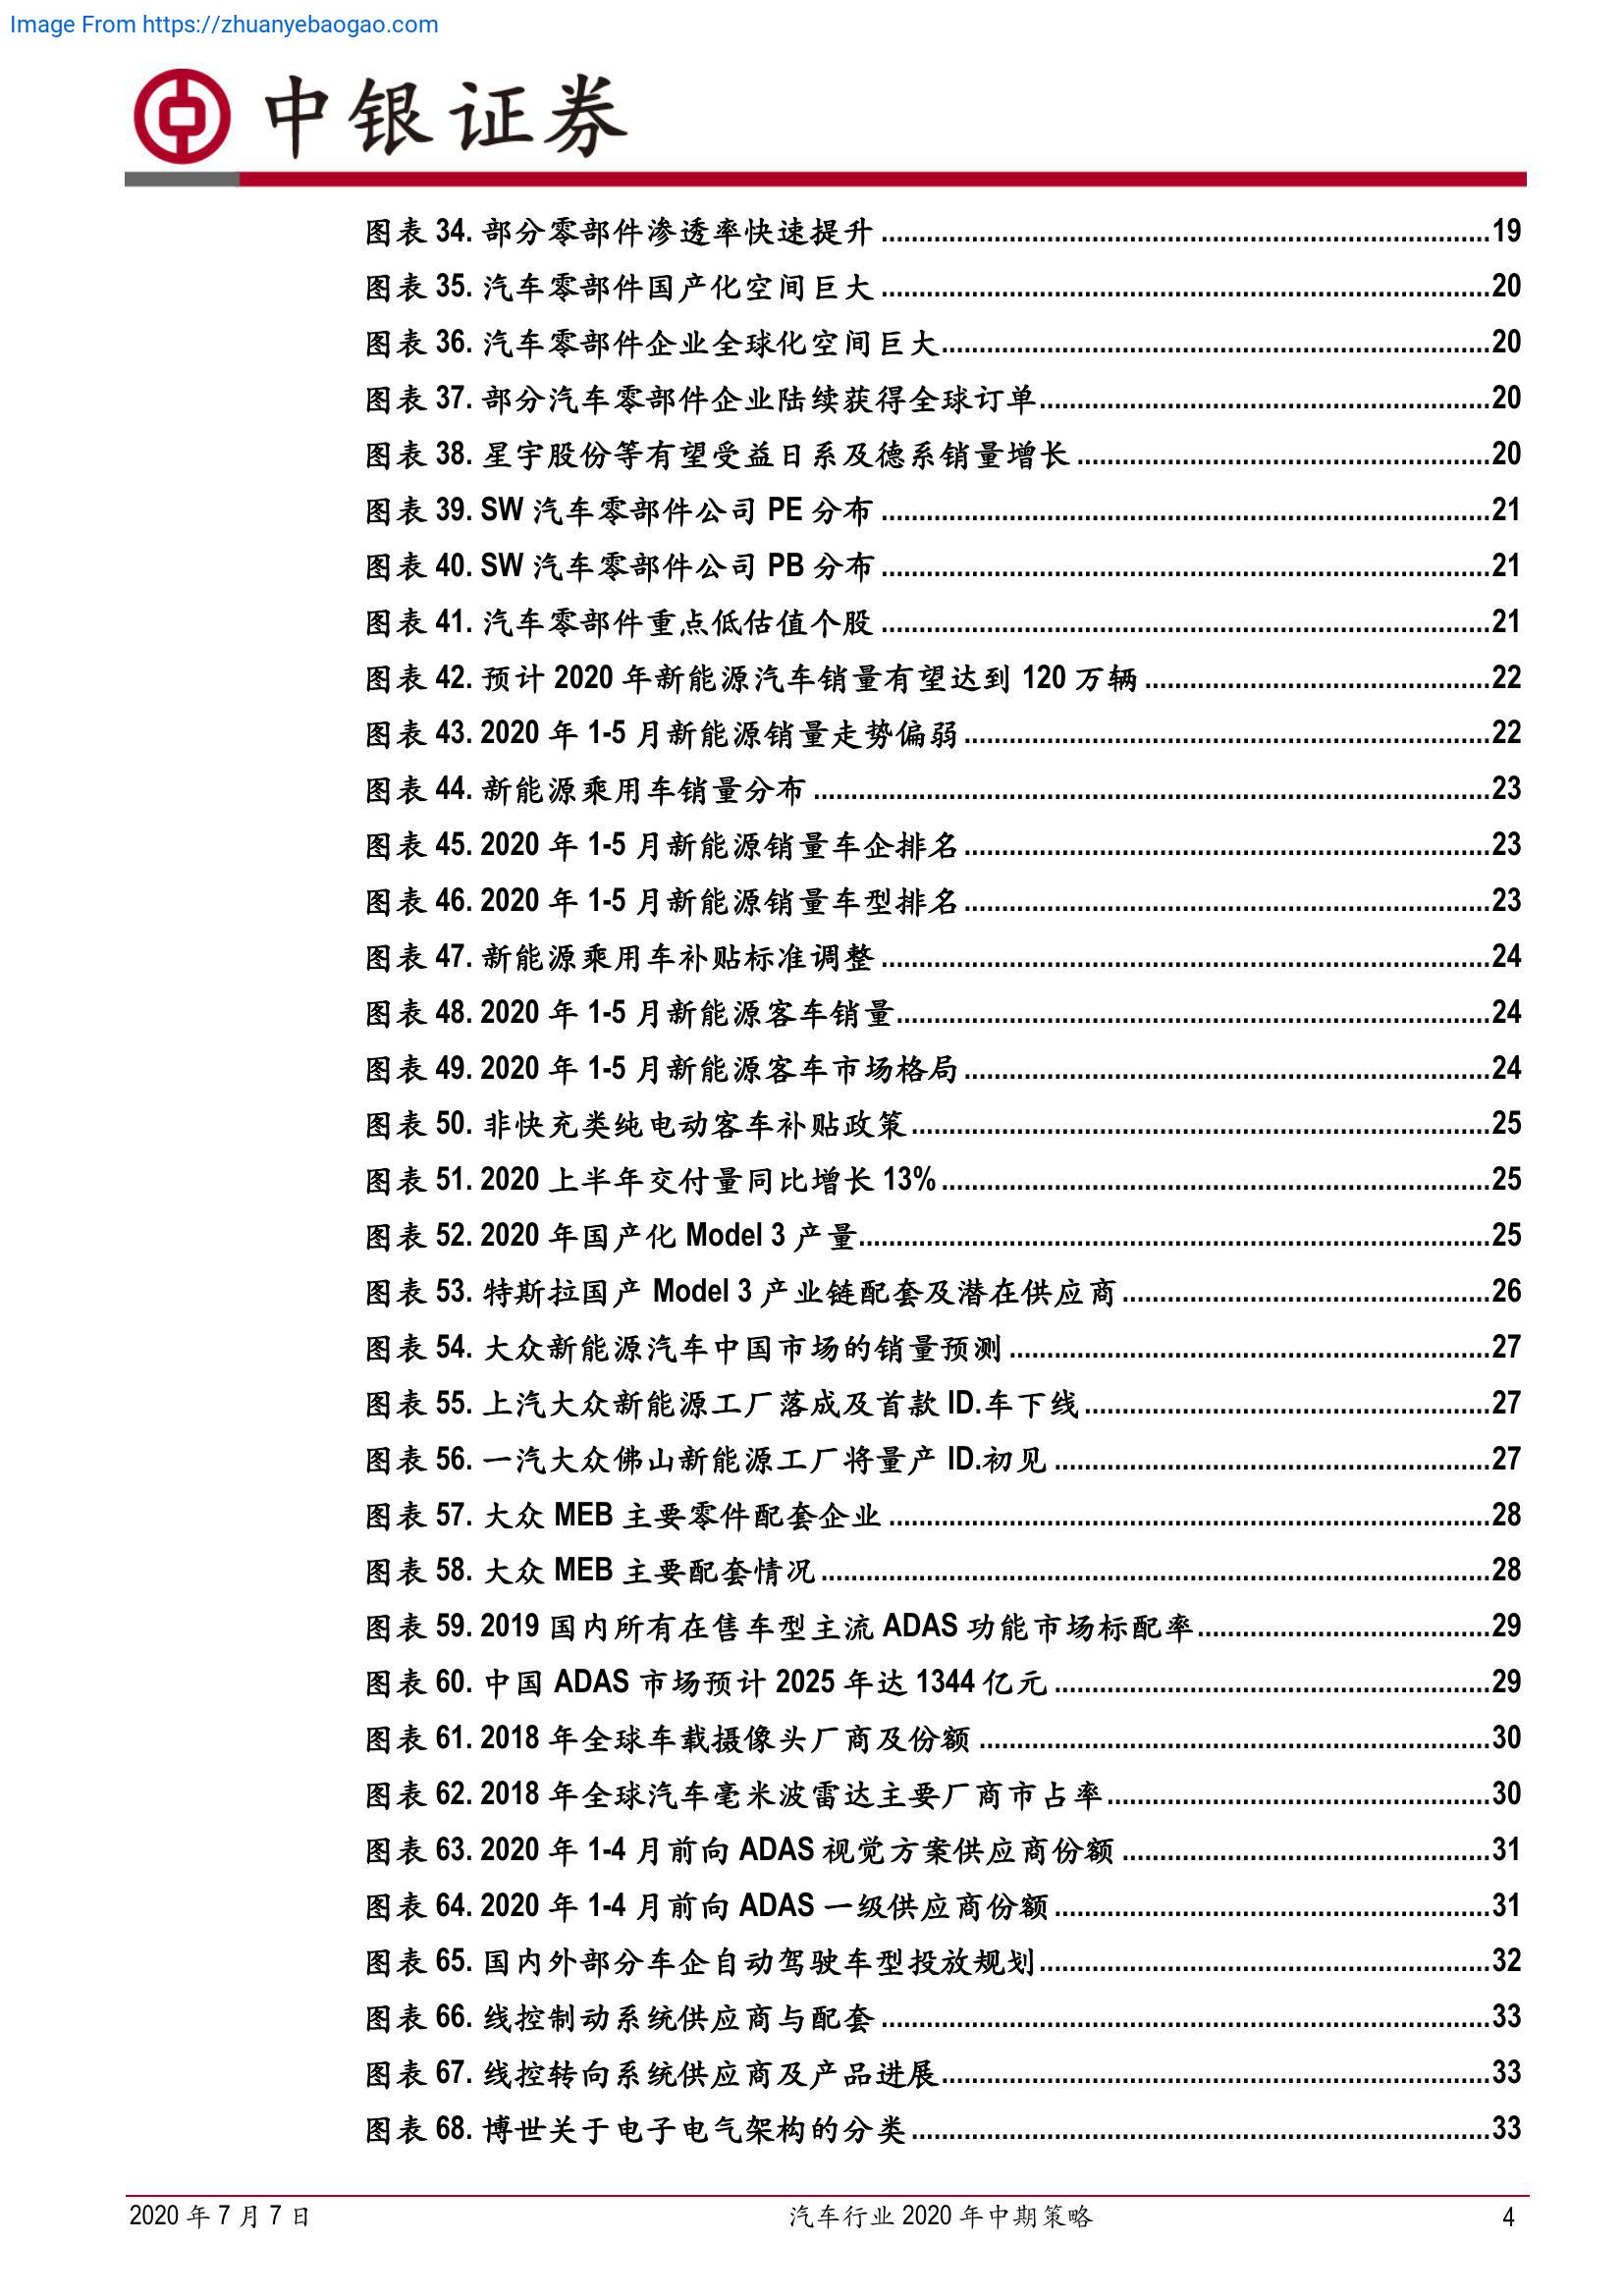 Image From https://zhuanyebaogao.com
中银证券
图表 34. 部分零部件渗透率快速提升 ........ 19
图表 35. 汽车零部件国产化空间巨大 ........ 20
图表 36. 汽车零部件企业全球化空间巨大 ........ 20
图表 37. 部分汽车零部件企业陆续获得全球订单 ........ 20
图表 38. 星宇股份等有望受益日系及德系销量增长 ........ 20
图表 39. SW 汽车零部件公司 PE 分布 ........ 21
图表 40. SW 汽车零部件公司 PB 分布 ........ 21
图表 41. 汽车零部件重点低估值个股 ........ 21
图表 42. 预计 2020 年新能源汽车销量有望达到 120 万辆 ........ 22
图表 43. 2020 年 1-5 月新能源销量走势偏弱 ........ 22
图表 44. 新能源乘用车销量分布 ........ 23
图表 45. 2020 年 1-5 月新能源销量车企排名 ........ 23
图表 46. 2020 年 1-5 月新能源销量车型排名 ........ 23
图表 47. 新能源乘用车补贴标准调整 ........ 24
图表 48. 2020 年 1-5 月新能源客车销量 ........ 24
图表 49. 2020 年 1-5 月新能源客车市场格局 ........ 24
图表 50. 非快充类纯电动客车补贴政策 ........ 25
图表 51. 2020 上半年交付量同比增长 13% ........ 25
图表 52. 2020 年国产化 Model 3 产量 ........ 25
图表 53. 特斯拉国产 Model 3 产业链配套及潜在供应商 ........ 26
图表 54. 大众新能源汽车中国市场的销量预测 ........ 27
图表 55. 上汽大众新能源工厂落成及首款 ID.车下线 ........ 27
图表 56. 一汽大众佛山新能源工厂将量产 ID.初见 ........ 27
图表 57. 大众 MEB 主要零件配套企业 ........ 28
图表 58. 大众 MEB 主要配套情况 ........ 28
图表 59. 2019 国内所有在售车型主流 ADAS 功能市场标配率 ........ 29
图表 60. 中国 ADAS 市场预计 2025 年达 1344 亿元 ........ 29
图表 61. 2018 年全球车载摄像头厂商及份额 ........ 30
图表 62. 2018 年全球汽车毫米波雷达主要厂商市占率 ........ 30
图表 63. 2020 年 1-4 月前向 ADAS 视觉方案供应商份额 ........ 31
图表 64. 2020 年 1-4 月前向 ADAS 一级供应商份额 ........ 31
图表 65. 国内外部分车企自动驾驶车型投放规划 ........ 32
图表 66. 线控制动系统供应商与配套 ........ 33
图表 67. 线控转向系统供应商及产品进展 ........ 33
图表 68. 博世关于电子电气架构的分类 ........ 33
2020 年 7 月 7 日 汽车行业 2020 年中期策略 4